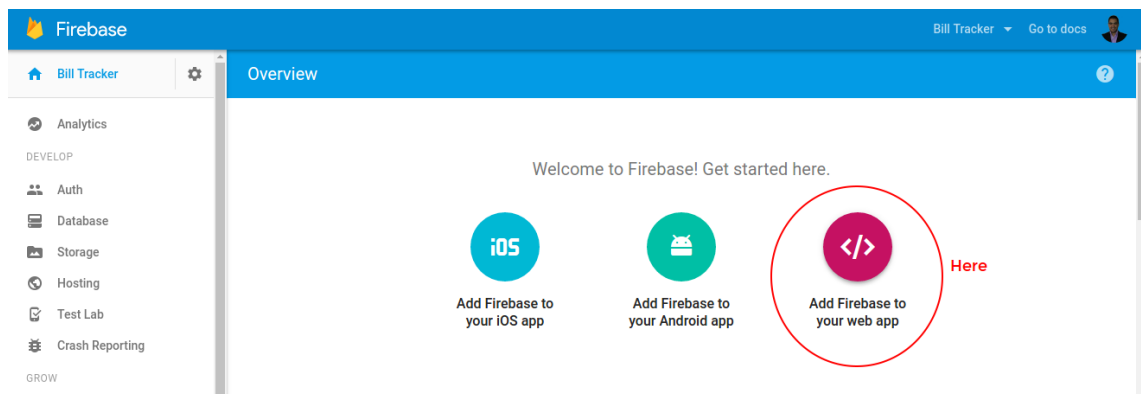 Firebase
Bill Tracker
Go to docs
Bill Tracker
Overview
Analytics
DEVELOP
Auth
Database
Storage
Hosting
Test Lab
Crash Reporting
GROW
Welcome to Firebase! Get started here.
iOS
Add Firebase to
your iOS app
Add Firebase to
your Android app
</>
Add Firebase to
your web app
Here